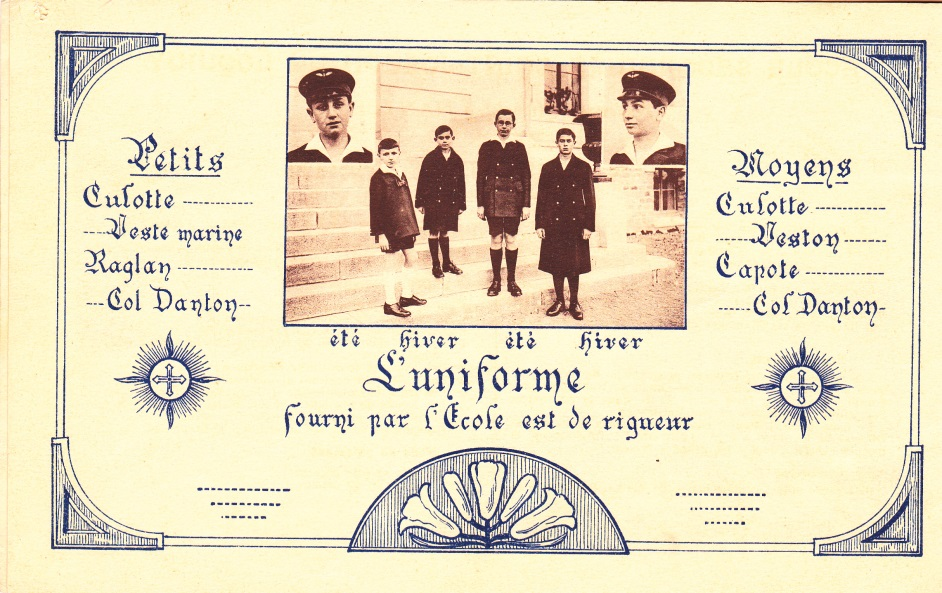 Petits
Culotte
Veste marine
Raglan
Col Danton
Moyens
Culotte
Veston
Capote
Col Danton
été hiver été hiver
L'uniforme
fourni par l'École est de rigueur